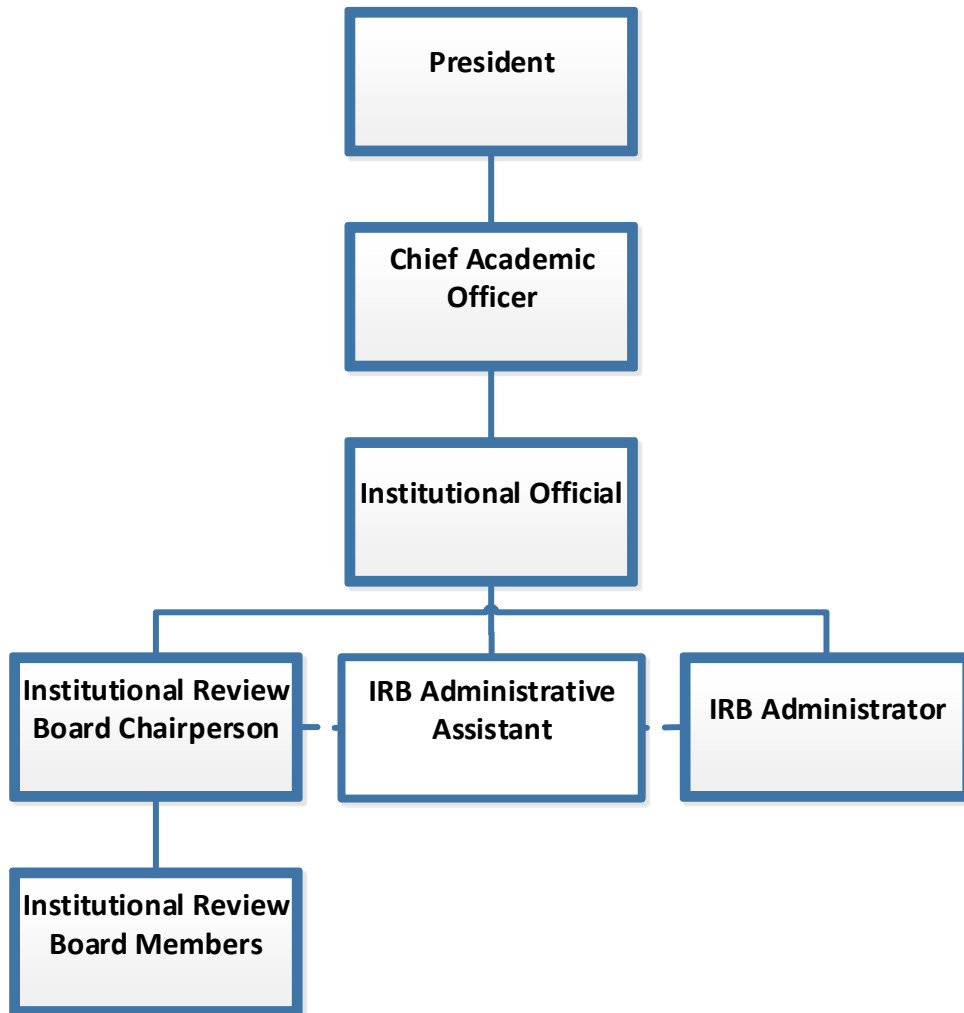 President
Chief Academic
Officer
Institutional Official
Institutional Review
Board Chairperson
IRB Administrative
Assistant
IRB Administrator
Institutional Review
Board Members